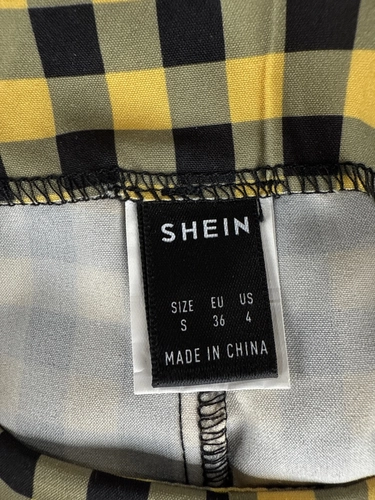 SHEIN
SIZE EU US
S 36 4
MADE IN CHINA